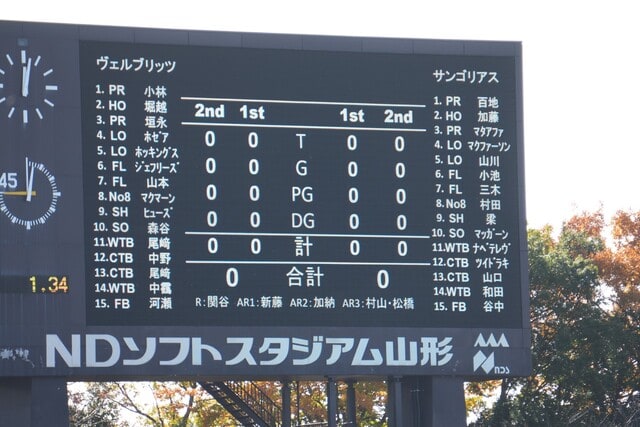 ヴェルブリッツ
1. PR 小林
2. HO 堀越
3. PR 垣永
4. LO ホゼア
5. LO ホッキングス
6. FL ジェフリーズ
7. FL 山本
8. No8 マクマーン
9. SH ヒューズ
10. SO 森谷
11. WTB 尾﨑
12. CTB 中野
13. CTB 尾﨑
14. WTB 中靍
15. FB 河瀬
2nd 1st 1st 2nd
0 0 T 0 0
0 0 G 0 0
0 0 PG 0 0
0 0 DG 0 0
0 0 計 0 0
0 合計 0
R:関谷 AR1:新藤 AR2:加納 AR3:村山・松橋
サンゴリアス
1. PR 百地
2. HO 加藤
3. PR マタアファ
4. LO マクファーソン
5. LO 山川
6. FL 小池
7. FL 三木
8. No8 村田
9. SH 梁
10. SO マッガーン
11. WTB ナベテレヴ
12. CTB ツイドラキ
13. CTB 山口
14. WTB 和田
15. FB 谷中
45
1.34
NDソフトスタジアム山形
NDS